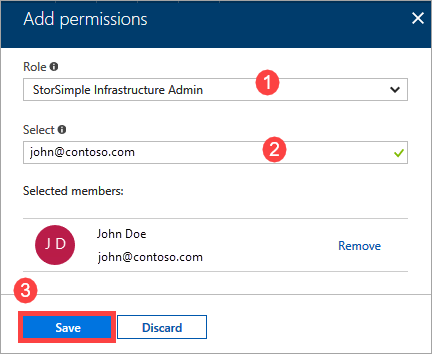 Add permissions
Role
StorSimple Infrastructure Admin
1
Select
john@contoso.com
2
Selected members:
J D
John Doe
john@contoso.com
Remove
3
Save
Discard